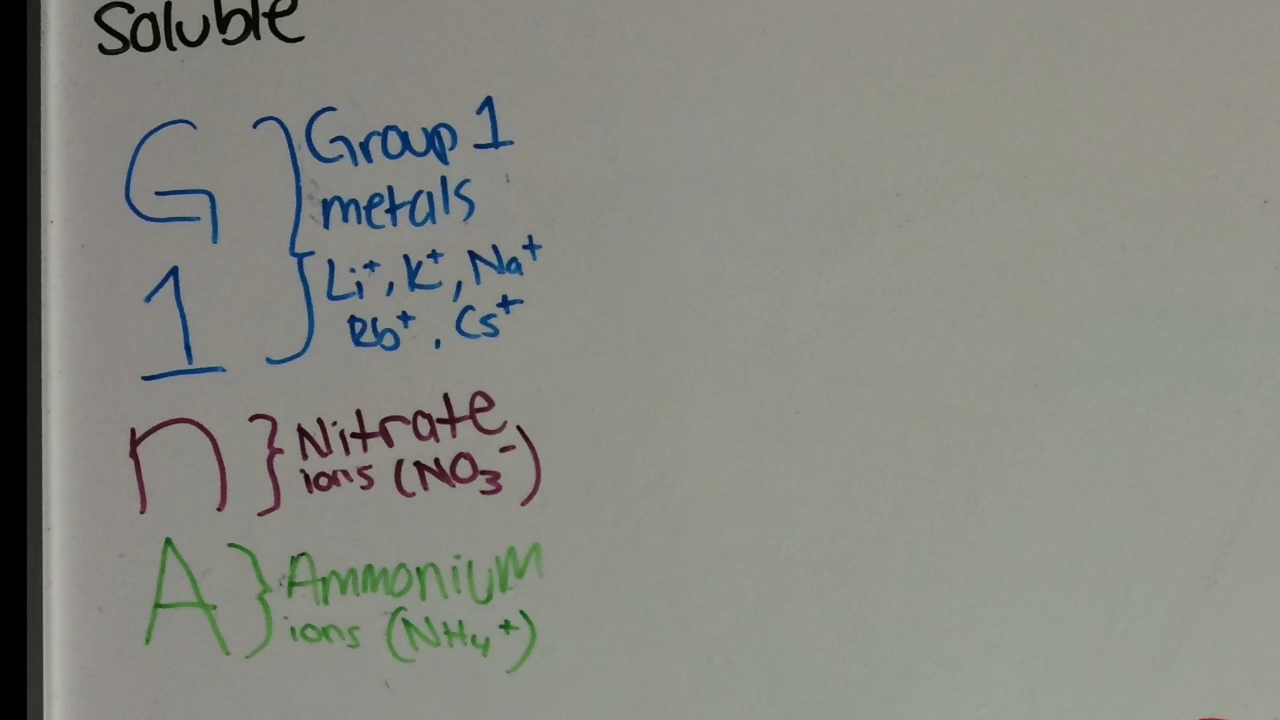 Soluble
G } Group 1
metals
1 } Li⁺, K⁺, Na⁺
Rb⁺, Cs⁺
n } Nitrate
ions (NO₃⁻)
A } Ammonium
ions (NH₄⁺)